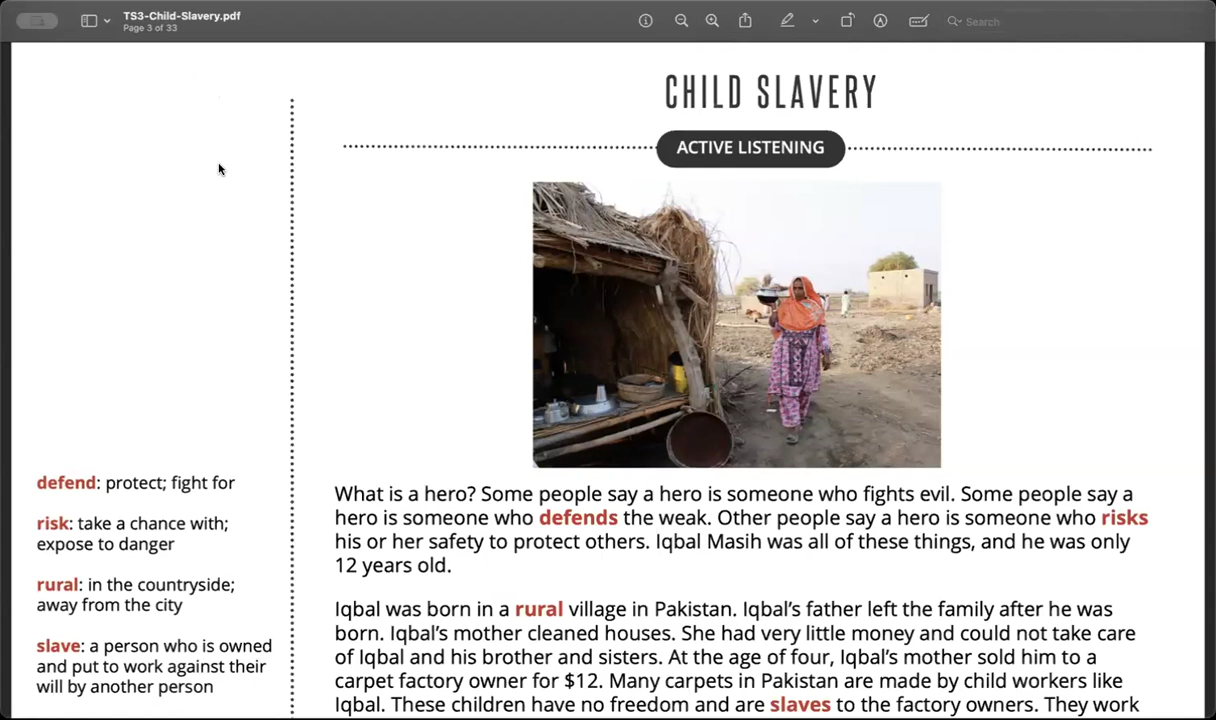 TS3-Child-Slavery.pdf
Page 3 of 33
Search
CHILD SLAVERY
ACTIVE LISTENING
defend: protect; fight for
risk: take a chance with;
expose to danger
rural: in the countryside;
away from the city
slave: a person who is owned
and put to work against their
will by another person
What is a hero? Some people say a hero is someone who fights evil. Some people say a
hero is someone who defends the weak. Other people say a hero is someone who risks
his or her safety to protect others. Iqbal Masih was all of these things, and he was only
12 years old.
Iqbal was born in a rural village in Pakistan. Iqbal’s father left the family after he was
born. Iqbal’s mother cleaned houses. She had very little money and could not take care
of Iqbal and his brother and sisters. At the age of four, Iqbal’s mother sold him to a
carpet factory owner for $12. Many carpets in Pakistan are made by child workers like
Iqbal. These children have no freedom and are slaves to the factory owners. They work